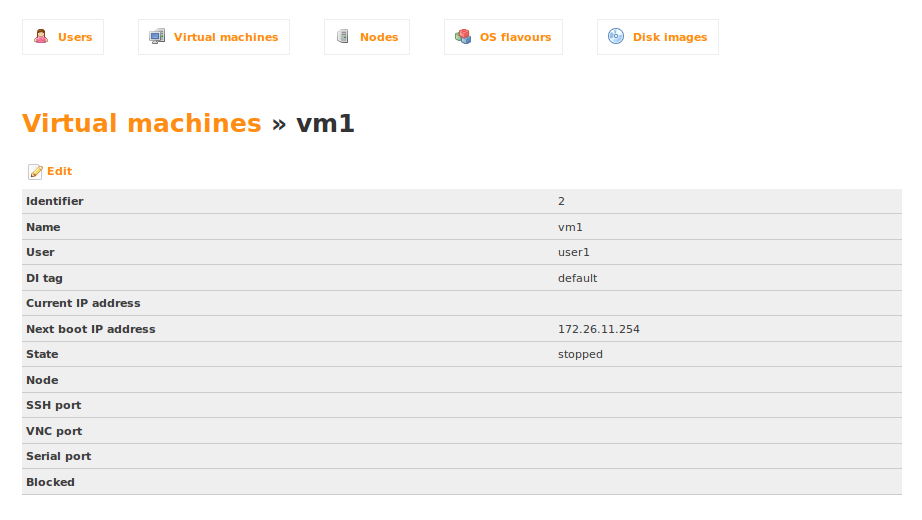 Users Virtual machines Nodes OS flavours Disk images
Virtual machines » vm1
Edit
Identifier 2
Name vm1
User user1
DI tag default
Current IP address
Next boot IP address 172.26.11.254
State stopped
Node
SSH port
VNC port
Serial port
Blocked